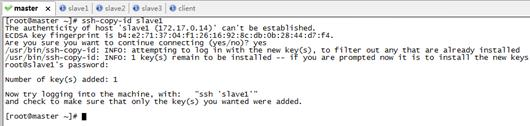 master slave1 slave2 slave3 client
[root@master ~]# ssh-copy-id slave1
The authenticity of host 'slave1 (172.17.0.14)' can't be established.
ECDSA key fingerprint is b4:e2:71:37:04:f1:26:16:92:8c:db:0b:28:44:d7:f4.
Are you sure you want to continue connecting (yes/no)? yes
/usr/bin/ssh-copy-id: INFO: attempting to log in with the new key(s), to filter out any that are already installed
/usr/bin/ssh-copy-id: INFO: 1 key(s) remain to be installed -- if you are prompted now it is to install the new keys
root@slave1's password:
Number of key(s) added: 1
Now try logging into the machine, with: "ssh 'slave1'"
and check to make sure that only the key(s) you wanted were added.
[root@master ~]#